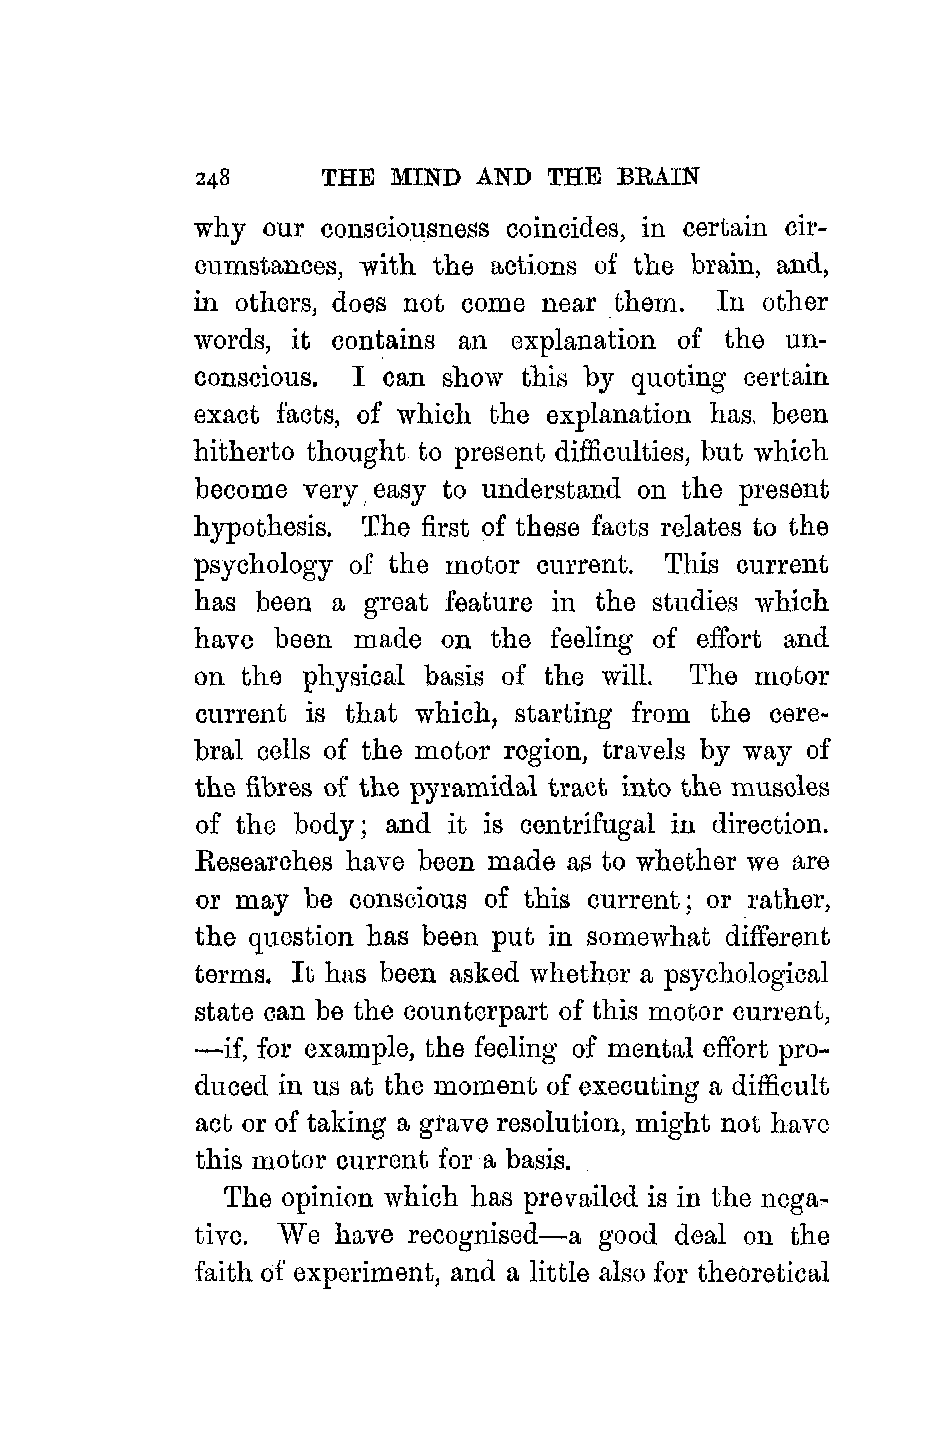 248 THE MIND AND THE BRAIN
why our consciousness coincides, in certain cir-
cumstances, with the actions of the brain, and,
in others, does not come near them. In other
words, it contains an explanation of the un-
conscious. I can show this by quoting certain
exact facts, of which the explanation has been
hitherto thought to present difficulties, but which
become very easy to understand on the present
hypothesis. The first of these facts relates to the
psychology of the motor current. This current
has been a great feature in the studies which
have been made on the feeling of effort and
on the physical basis of the will. The motor
current is that which, starting from the cere-
bral cells of the motor region, travels by way of
the fibres of the pyramidal tract into the muscles
of the body; and it is centrifugal in direction.
Researches have been made as to whether we are
or may be conscious of this current; or rather,
the question has been put in somewhat different
terms. It has been asked whether a psychological
state can be the counterpart of this motor current,
—if, for example, the feeling of mental effort pro-
duced in us at the moment of executing a difficult
act or of taking a grave resolution, might not have
this motor current for a basis.
The opinion which has prevailed is in the nega-
tive. We have recognised—a good deal on the
faith of experiment, and a little also for theoretical